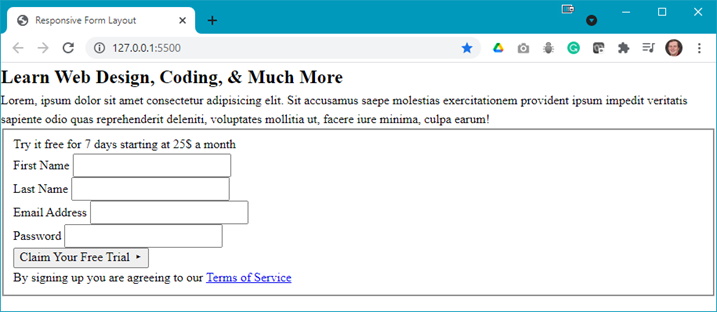 Responsive Form Layout
127.0.0.1:5500
Learn Web Design, Coding, & Much More
Lorem, ipsum dolor sit amet consectetur adipisicing elit. Sit accusamus saepe molestias exercitationem provident ipsum impedit veritatis
sapiente odio quas reprehenderit deleniti, voluptates mollitia ut, facere iure minima, culpa earum!
Try it free for 7 days starting at 25$ a month
First Name
Last Name
Email Address
Password
Claim Your Free Trial ‣
By signing up you are agreeing to our Terms of Service